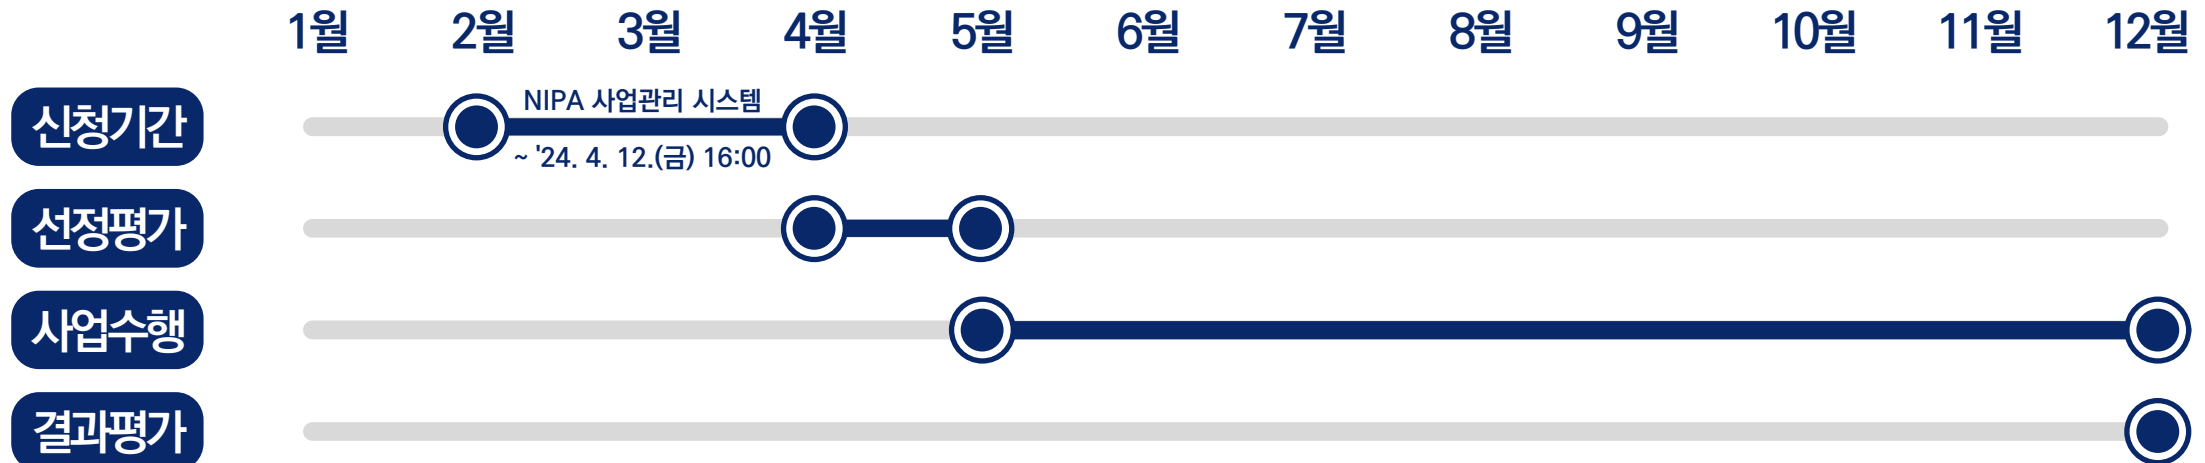 1월 2월 3월 4월 5월 6월 7월 8월 9월 10월 11월 12월
신청기간
NIPA 사업관리 시스템
~ '24. 4. 12.(금) 16:00
선정평가
사업수행
결과평가